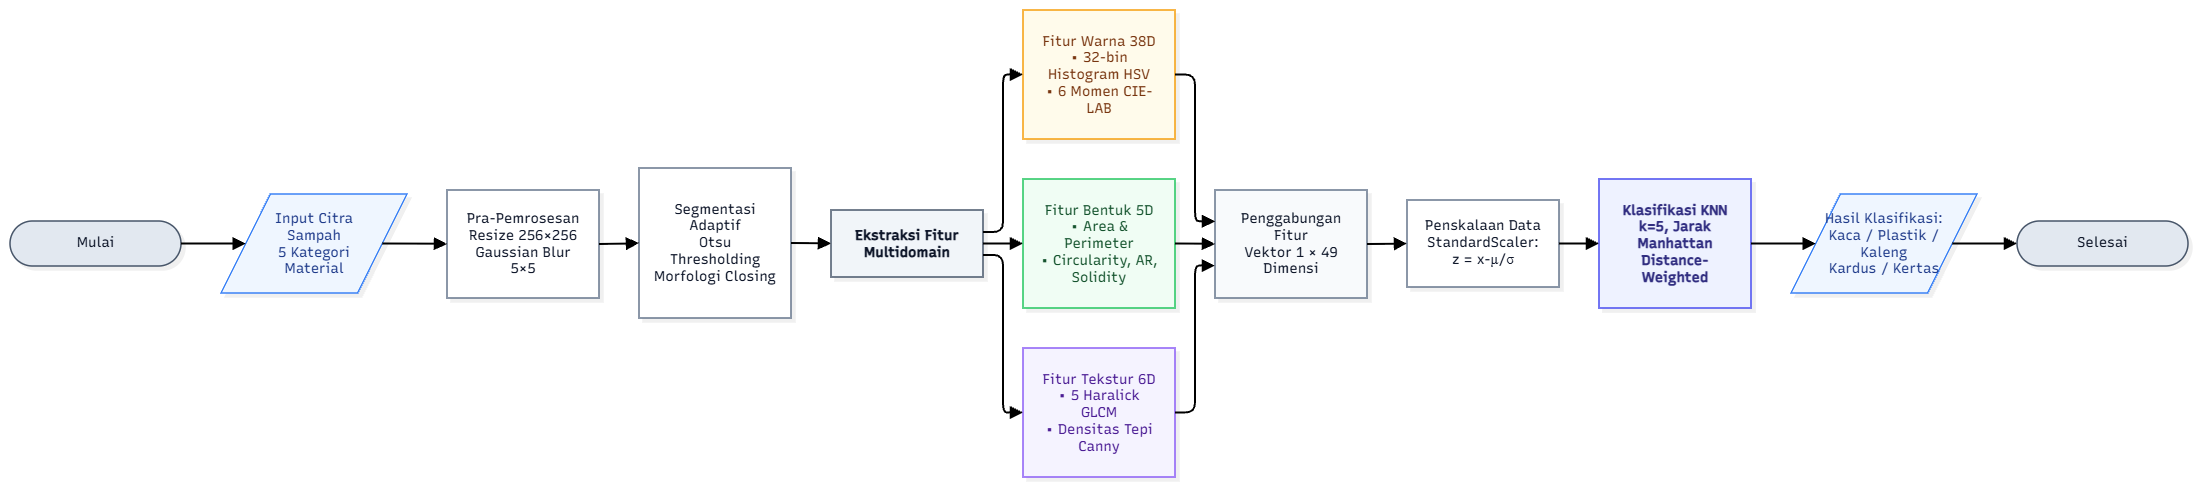 Mulai
Input Citra
Sampah
5 Kategori
Material
Pra-Pemrosesan
Resize 256×256
Gaussian Blur
5×5
Segmentasi
Adaptif
Otsu
Thresholding
Morfologi Closing
Ekstraksi Fitur
Multidomain
Fitur Warna 38D
• 32-bin
Histogram HSV
• 6 Momen CIE-
LAB
Fitur Bentuk 5D
• Area &
Perimeter
• Circularity, AR,
Solidity
Fitur Tekstur 6D
• 5 Haralick
GLCM
• Densitas Tepi
Canny
Penggabungan
Fitur
Vektor 1 × 49
Dimensi
Penskalaan Data
StandardScaler:
z = x-µ/σ
Klasifikasi KNN
k=5, Jarak
Manhattan
Distance-
Weighted
Hasil Klasifikasi:
Kaca / Plastik /
Kaleng
Kardus / Kertas
Selesai